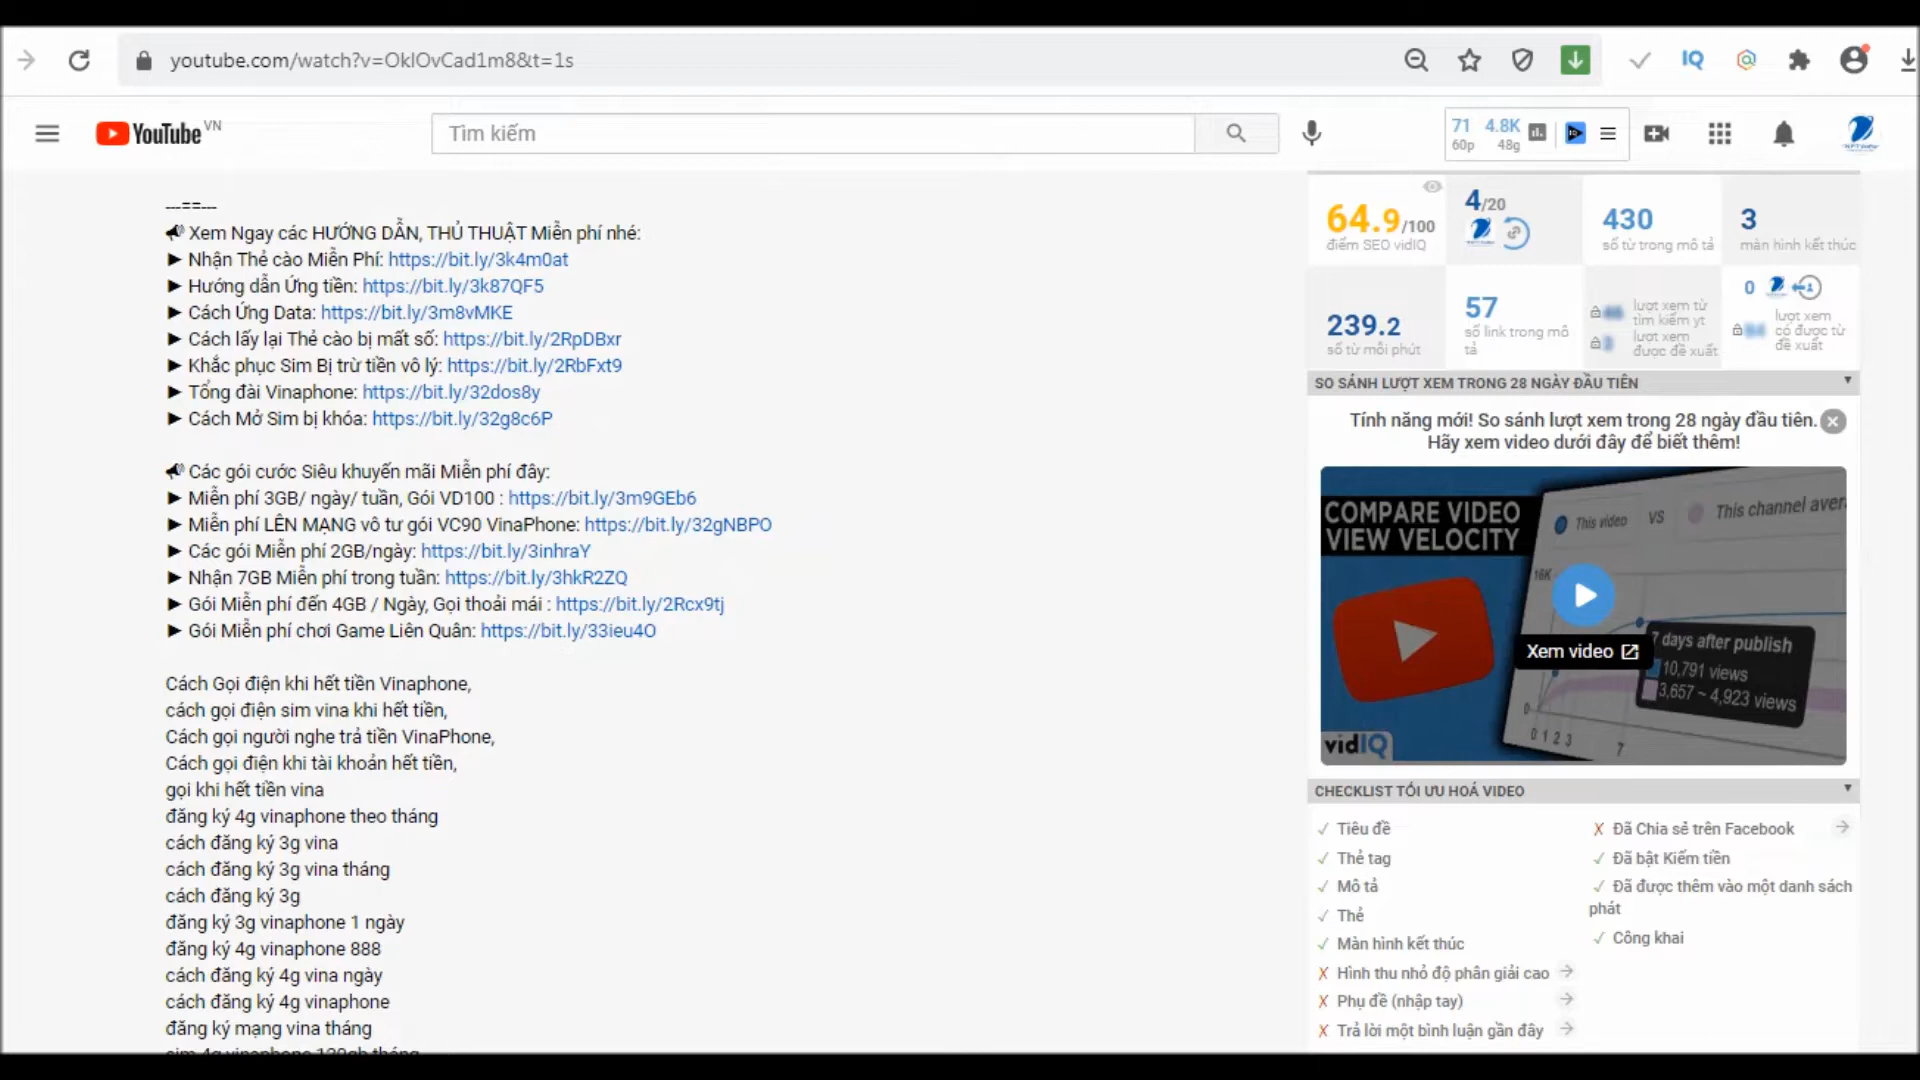 youtube.com/watch?v=OklOvCad1m8&t=1s
IQ
YouTube VN
Tìm kiếm
71 4.8K
60p 48g
---==---
Xem Ngay các HƯỚNG DẪN, THỦ THUẬT Miễn phí nhé:
► Nhận Thẻ cào Miễn Phí: https://bit.ly/3k4m0at
► Hướng dẫn Ứng tiền: https://bit.ly/3k87QF5
► Cách Ứng Data: https://bit.ly/3m8vMKE
► Cách lấy lại Thẻ cào bị mất số: https://bit.ly/2RpDBxr
► Khắc phục Sim Bị trừ tiền vô lý: https://bit.ly/2RbFxt9
► Tổng đài Vinaphone: https://bit.ly/32dos8y
► Cách Mở Sim bị khóa: https://bit.ly/32g8c6P
Các gói cước Siêu khuyến mãi Miễn phí đây:
► Miễn phí 3GB/ ngày/ tuần, Gói VD100 : https://bit.ly/3m9GEb6
► Miễn phí LÊN MẠNG vô tư gói VC90 VinaPhone: https://bit.ly/32gNBPO
► Các gói Miễn phí 2GB/ngày: https://bit.ly/3inhraY
► Nhận 7GB Miễn phí trong tuần: https://bit.ly/3hkR2ZQ
► Gói Miễn phí đến 4GB / Ngày, Gọi thoải mái : https://bit.ly/2Rcx9tj
► Gói Miễn phí chơi Game Liên Quân: https://bit.ly/33ieu4O
Cách Gọi điện khi hết tiền Vinaphone,
cách gọi điện sim vina khi hết tiền,
Cách gọi người nghe trả tiền VinaPhone,
Cách gọi điện khi tài khoản hết tiền,
gọi khi hết tiền vina
đăng ký 4g vinaphone theo tháng
cách đăng ký 3g vina
cách đăng ký 3g vina tháng
cách đăng ký 3g
đăng ký 3g vinaphone 1 ngày
đăng ký 4g vinaphone 888
cách đăng ký 4g vina ngày
cách đăng ký 4g vinaphone
đăng ký mạng vina tháng
sim 4g vinaphone 120gb tháng
64.9/100
điểm SEO vidIQ
4/20
430
số từ trong mô tả
3
màn hình kết thúc
239.2
số từ mỗi phút
57
số link trong mô
tả
lượt xem từ
tìm kiếm yt
lượt xem
được đề xuất
0
lượt xem
có được từ
đề xuất
SO SÁNH LƯỢT XEM TRONG 28 NGÀY ĐẦU TIÊN
Tính năng mới! So sánh lượt xem trong 28 ngày đầu tiên.
Hãy xem video dưới đây để biết thêm!
COMPARE VIDEO
VIEW VELOCITY
This video VS This channel aver
16K
Xem video
7 days after publish
10,791 views
3,657 ~ 4,923 views
0
0 1 2 3 7
vidIQ
CHECKLIST TỐI ƯU HOÁ VIDEO
✓ Tiêu đề
✓ Thẻ tag
✓ Mô tả
✓ Thẻ
✓ Màn hình kết thúc
X Hình thu nhỏ độ phân giải cao
X Phụ đề (nhập tay)
X Trả lời một bình luận gần đây
X Đã Chia sẻ trên Facebook
✓ Đã bật Kiếm tiền
✓ Đã được thêm vào một danh sách
phát
✓ Công khai